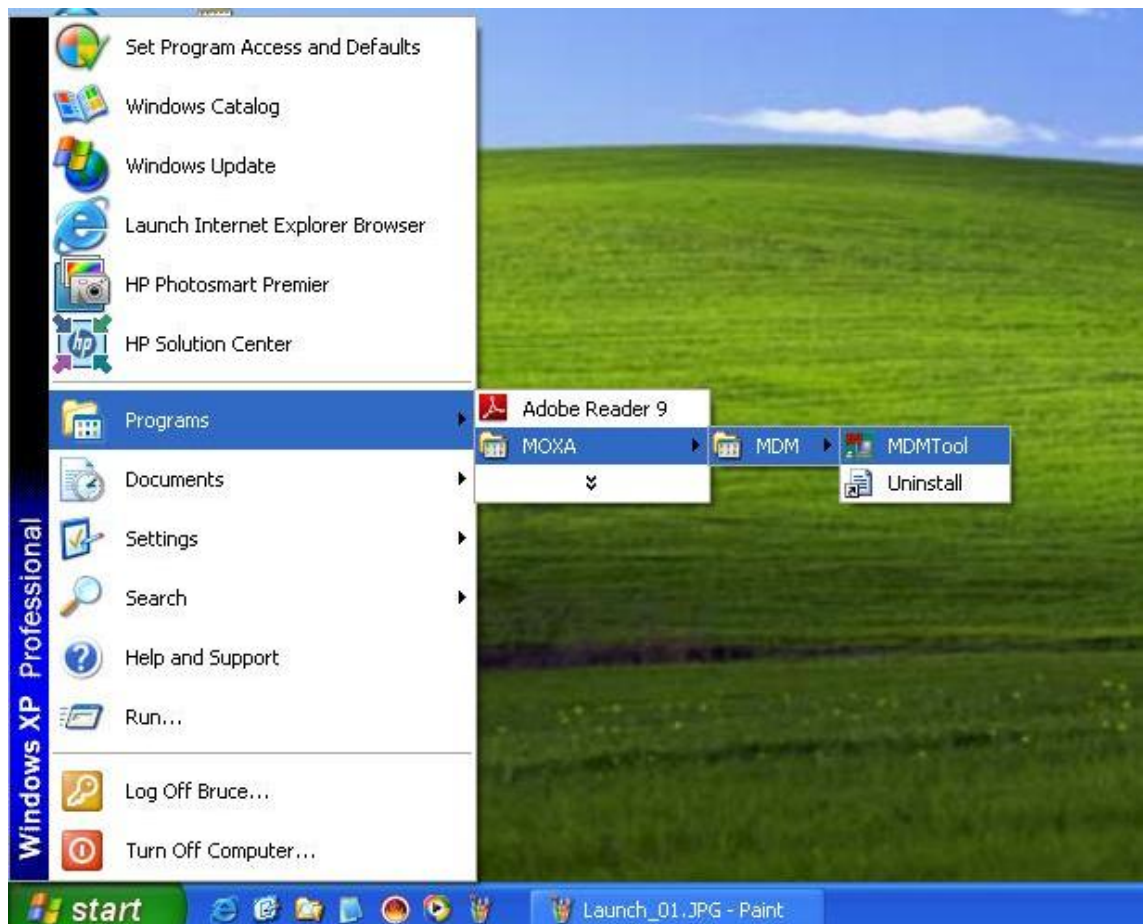 Set Program Access and Defaults
Windows Catalog
Windows Update
Launch Internet Explorer Browser
HP Photosmart Premier
HP Solution Center
Programs
Adobe Reader 9
MOXA
MDM
MDMTool
Uninstall
Documents
Settings
Search
Help and Support
Run...
Log Off Bruce...
Turn Off Computer...
Windows XP Professional
start
Launch_01.JPG - Paint